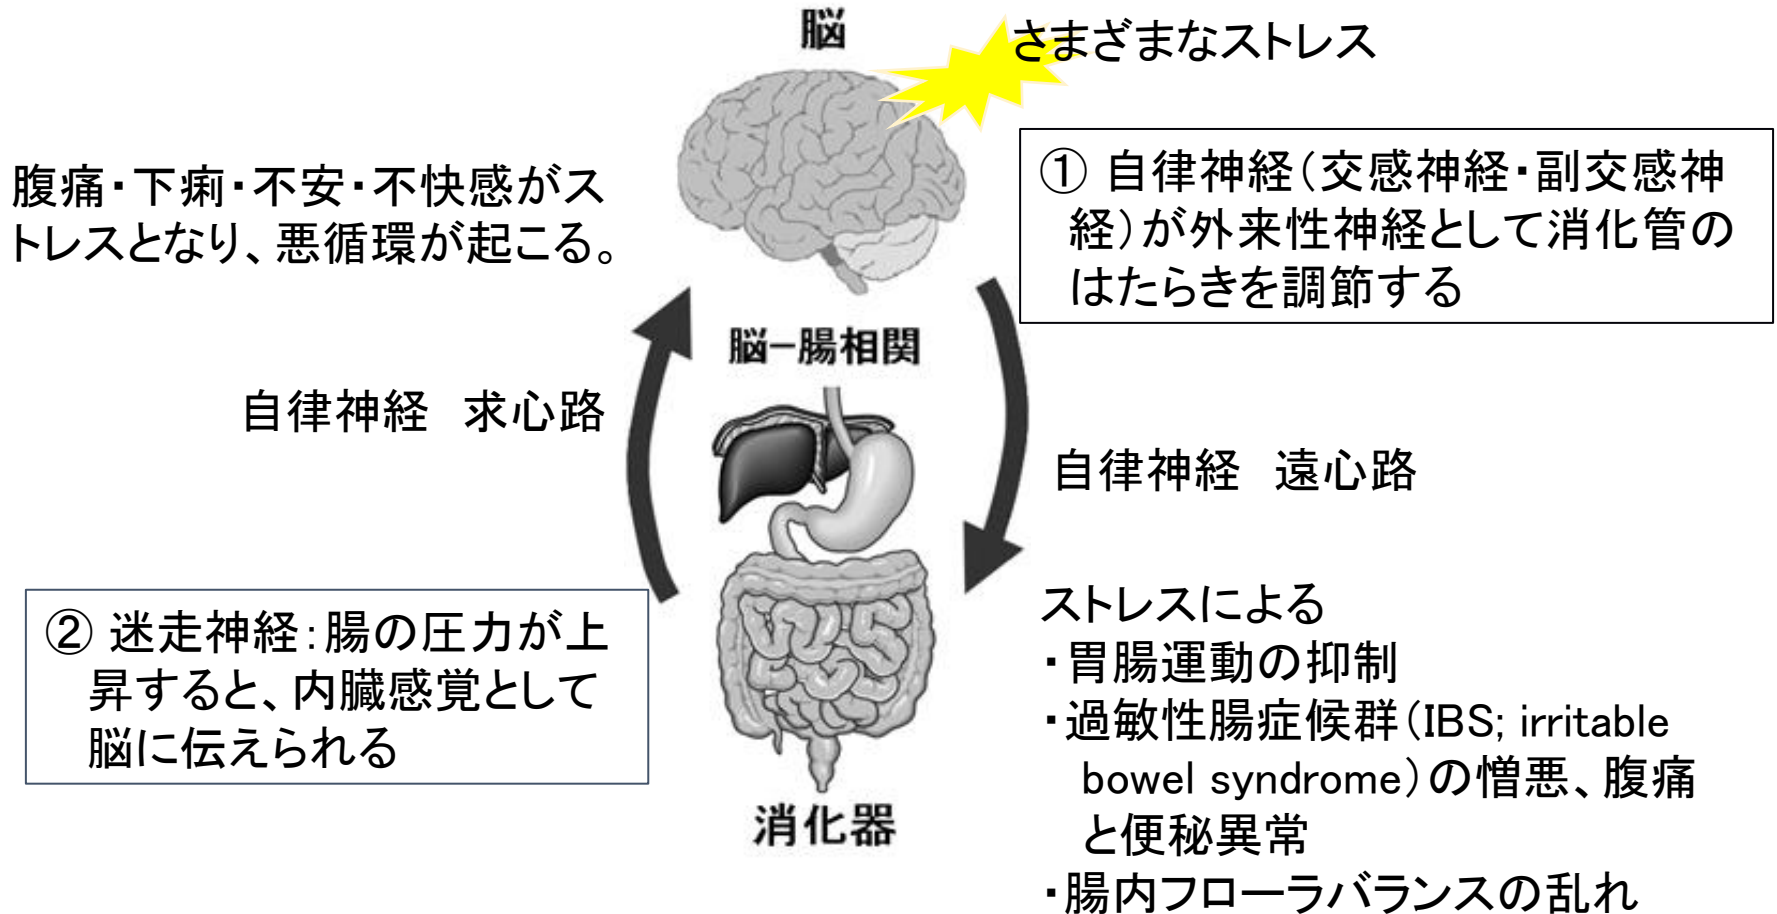 脳
さまざまなストレス
① 自律神経(交感神経・副交感神
経)が外来性神経として消化管の
はたらきを調節する
腹痛・下痢・不安・不快感がス
トレスとなり、悪循環が起こる。
脳－腸相関
自律神経　求心路
自律神経　遠心路
② 迷走神経：腸の圧力が上
昇すると、内臓感覚として
脳に伝えられる
ストレスによる
・胃腸運動の抑制
・過敏性腸症候群(IBS; irritable
bowel syndrome)の憎悪、腹痛
と便秘異常
・腸内フローラバランスの乱れ
消化器